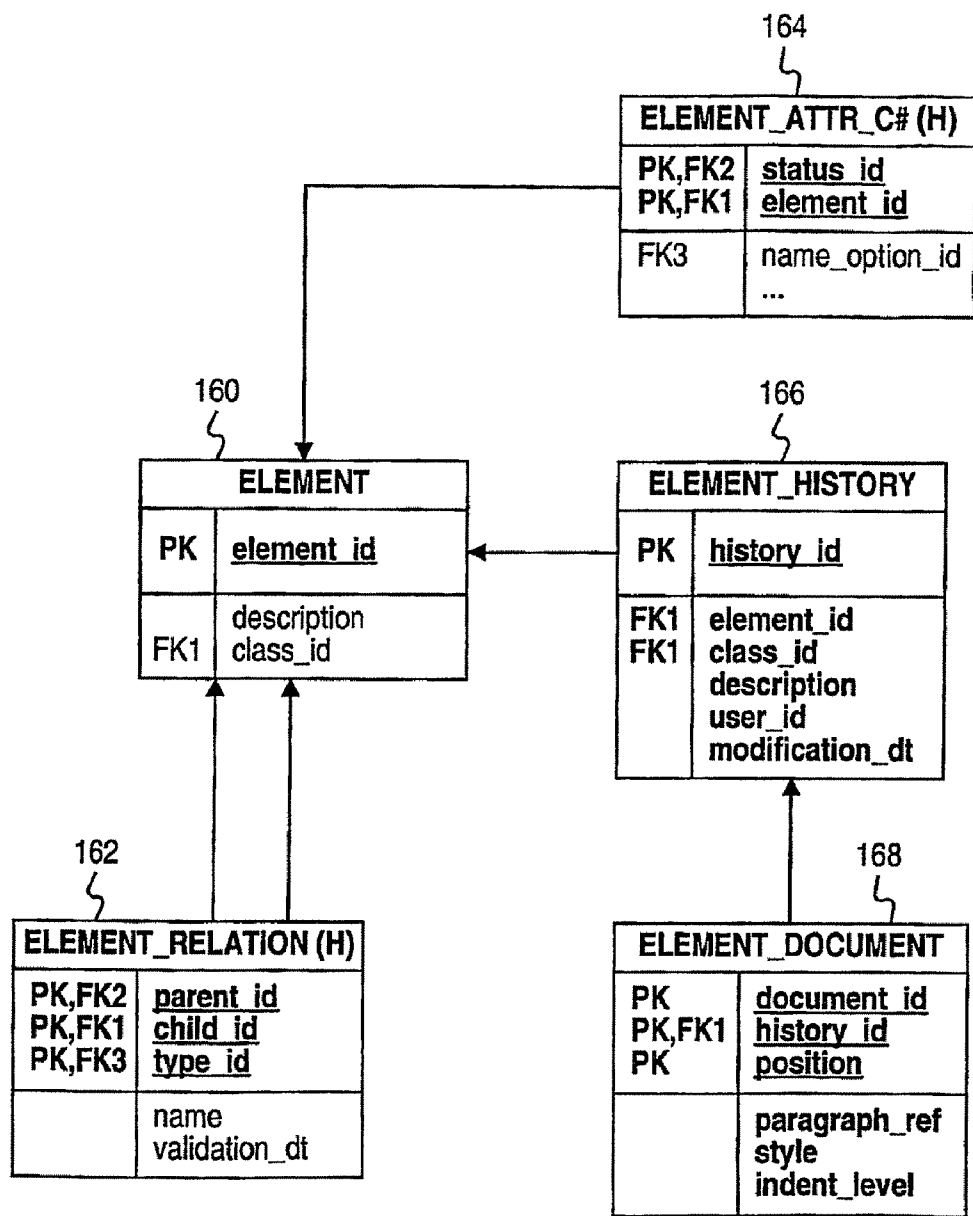 164
ELEMENT_ATTR_C# (H)
PK,FK2 status_id
PK,FK1 element_id
FK3 name_option_id
...
160
ELEMENT
PK element_id
description
FK1 class_id
166
ELEMENT_HISTORY
PK history_id
FK1 element_id
FK1 class_id
description
user_id
modification_dt
162
ELEMENT_RELATION (H)
PK,FK2 parent_id
PK,FK1 child_id
PK,FK3 type_id
name
validation_dt
168
ELEMENT_DOCUMENT
PK document_id
PK,FK1 history_id
PK position
paragraph_ref
style
indent_level